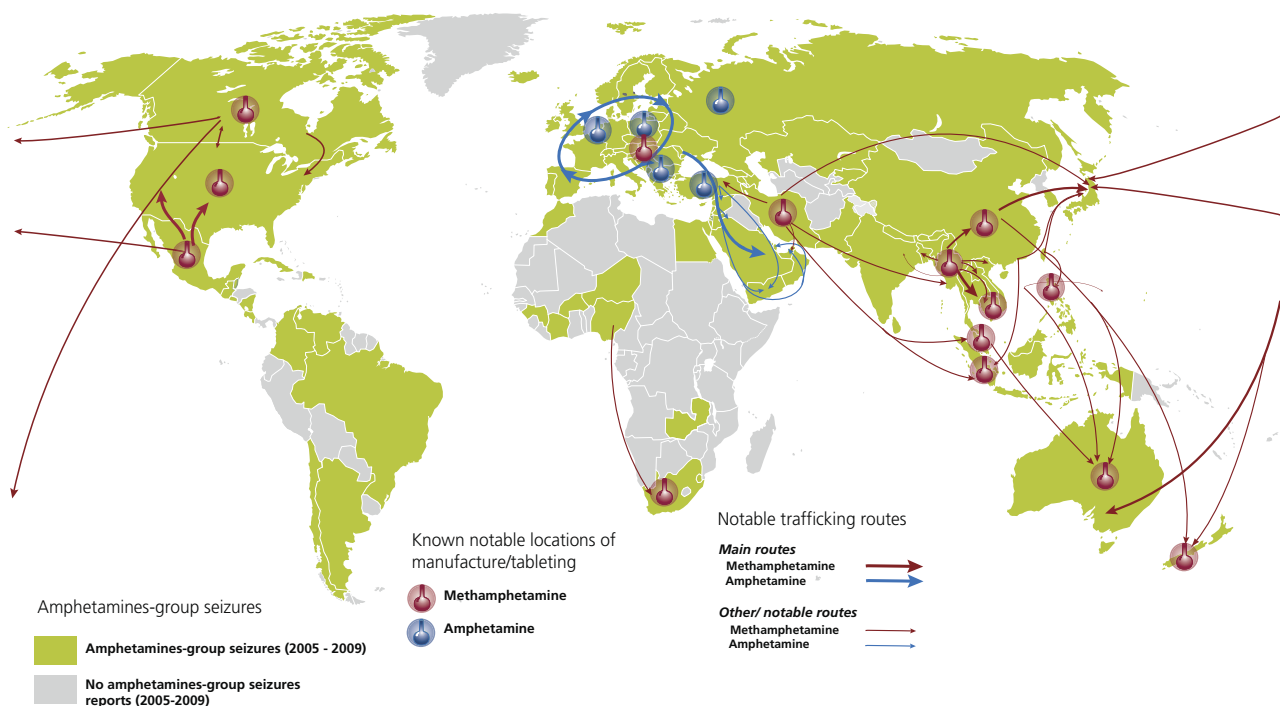 Known notable locations of
manufacture/tableting
Methamphetamine
Amphetamine
Notable trafficking routes
Main routes
Methamphetamine
Amphetamine
Other/ notable routes
Methamphetamine
Amphetamine
Amphetamines-group seizures
Amphetamines-group seizures (2005 - 2009)
No amphetamines-group seizures
reports (2005-2009)